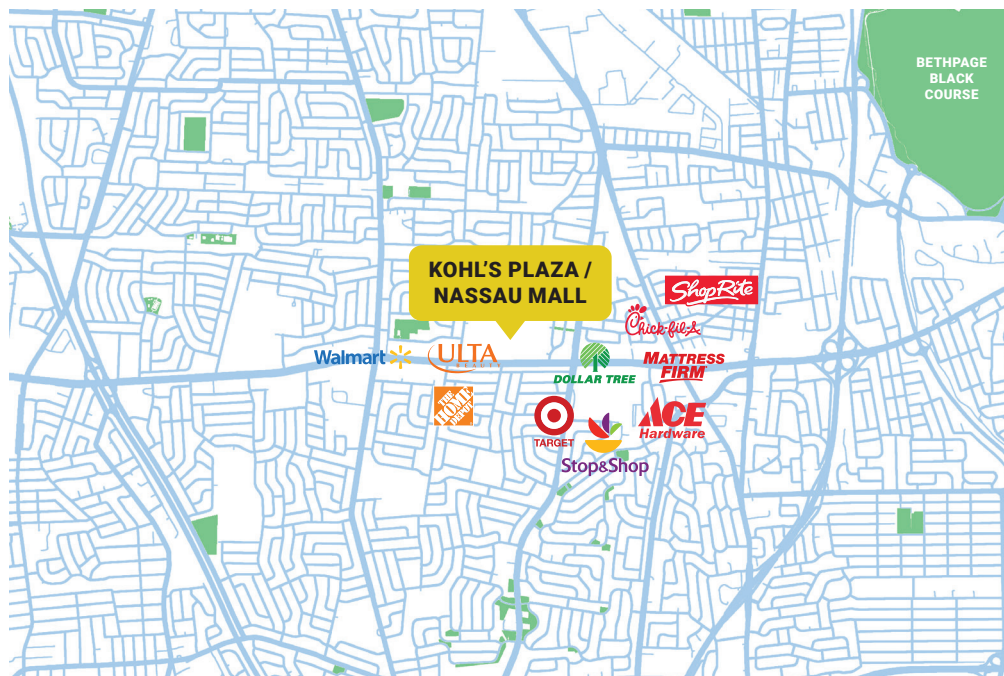 BETHPAGE
BLACK
COURSE
KOHL'S PLAZA /
NASSAU MALL
ShopRite
Chick-fil-A
Walmart
ULTA
BEAUTY
DOLLAR TREE
MATTRESS
FIRM
THE
HOME
DEPOT
TARGET
ACE
Hardware
Stop&Shop